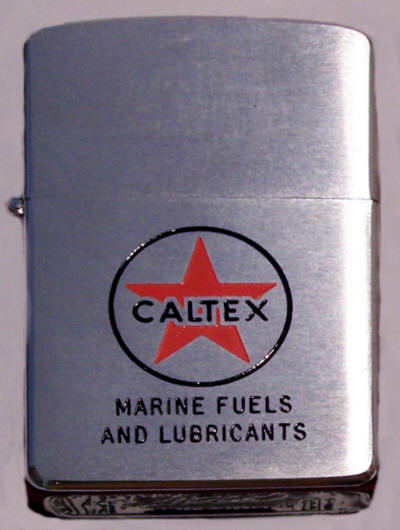 CALTEX
MARINE FUELS
AND LUBRICANTS